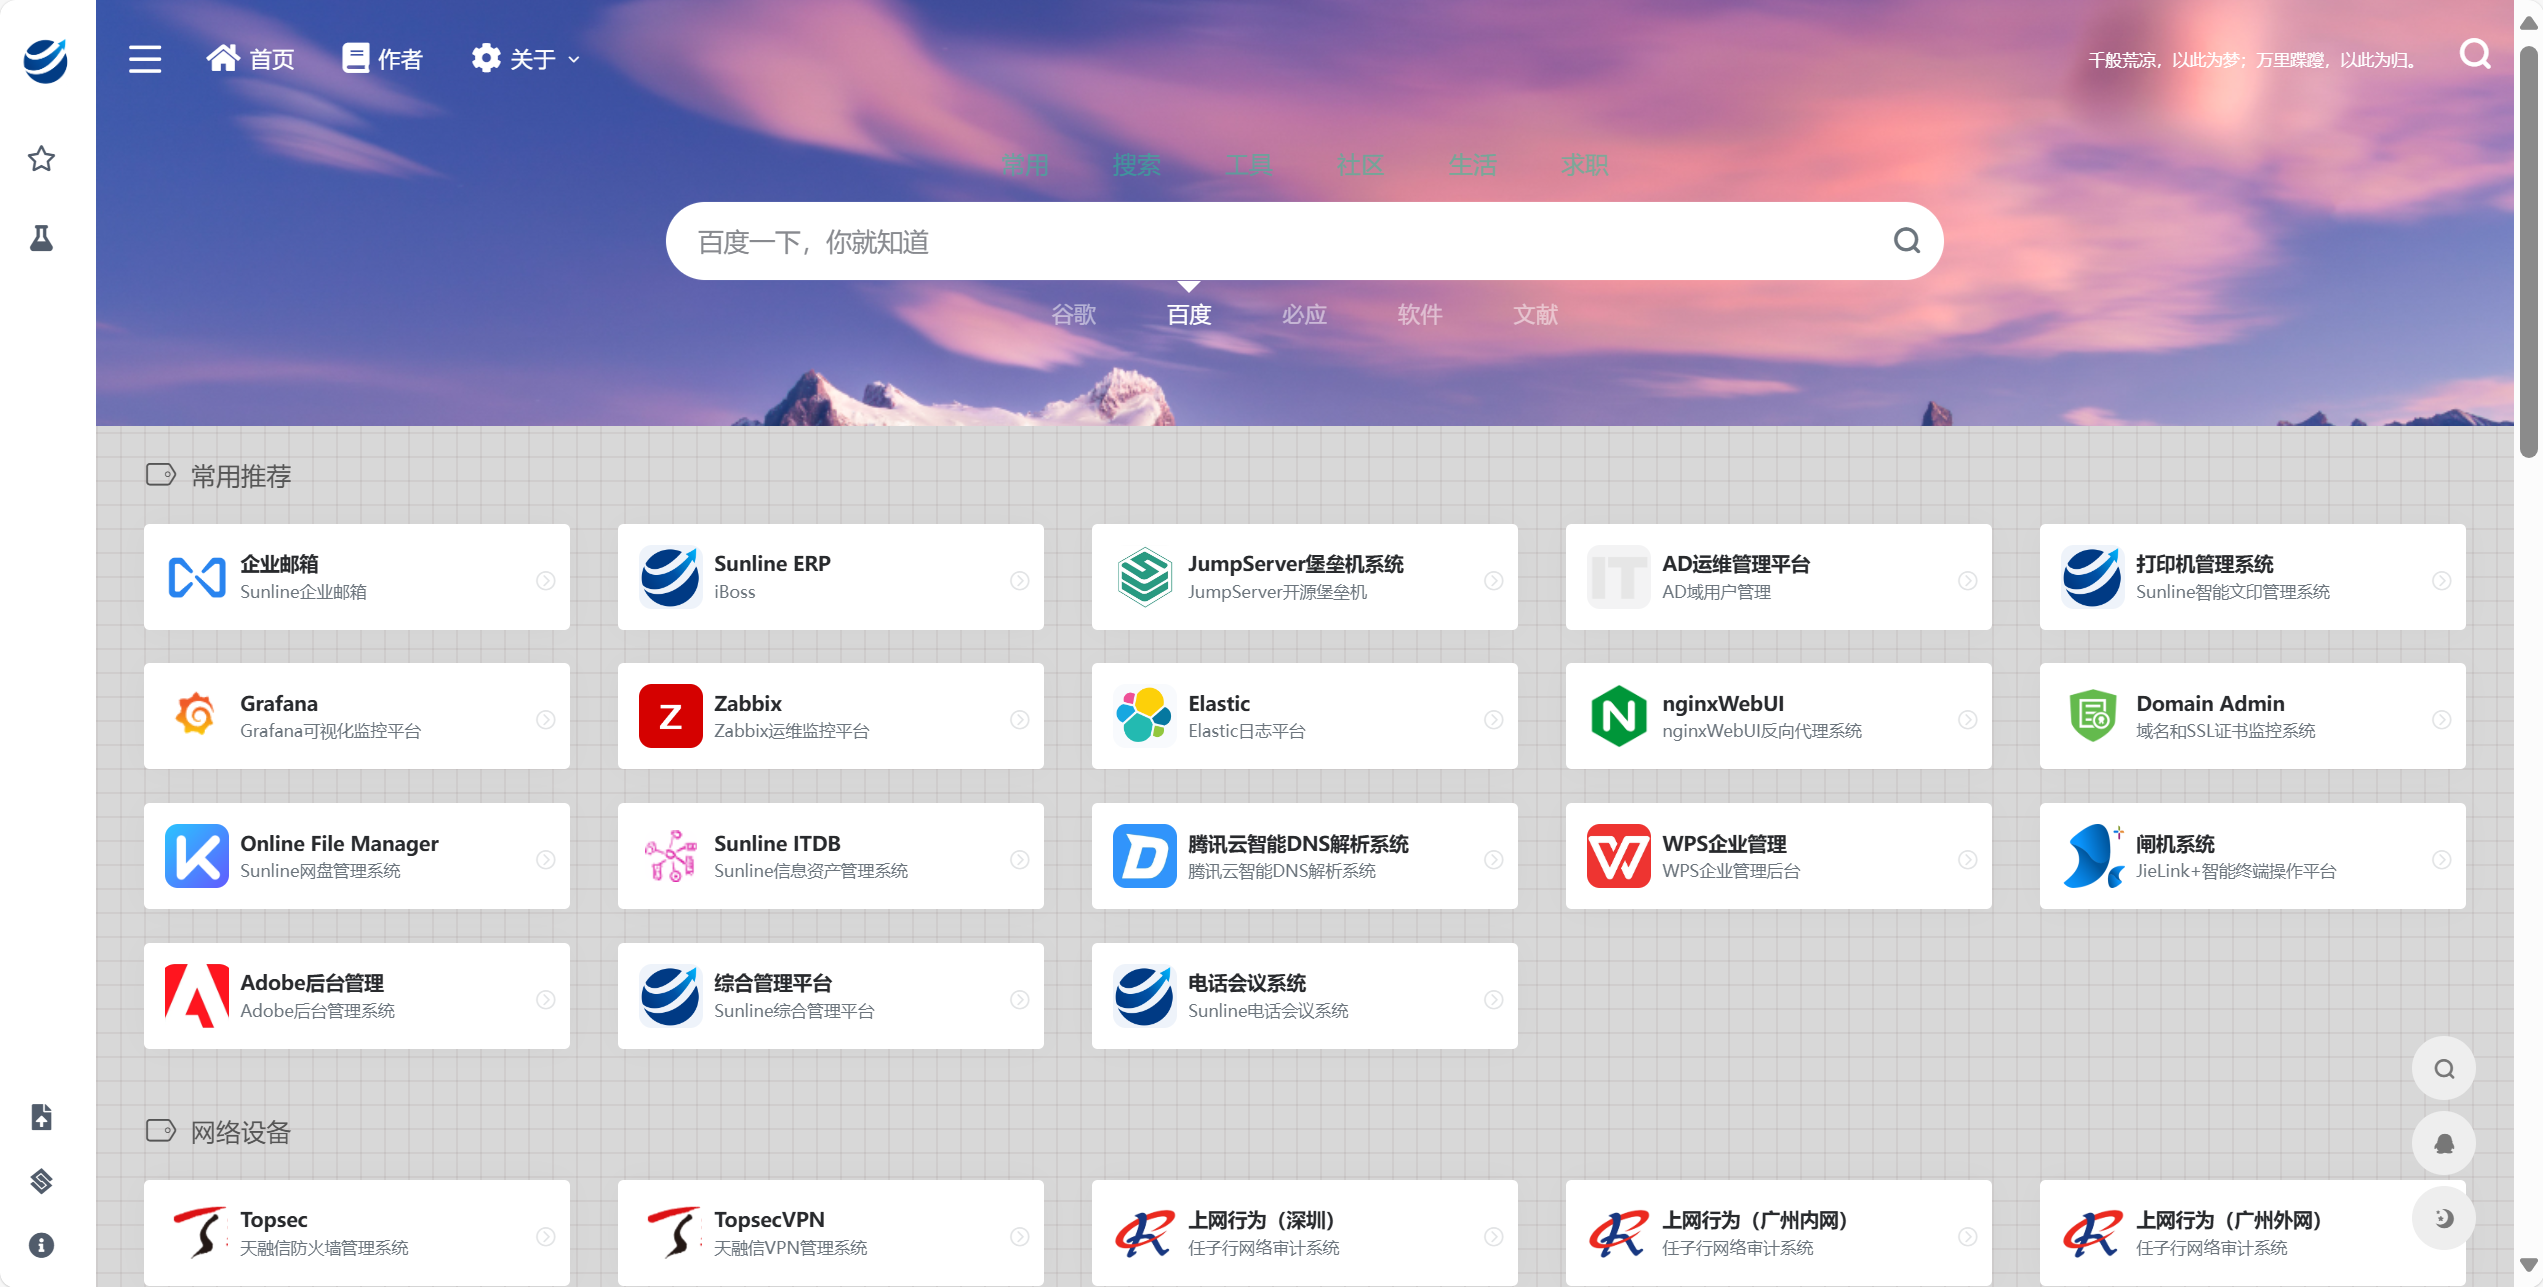 首页
作者
关于
千般荒凉，以此为梦；万里蹀躞，以此为归。
常用
搜索
工具
社区
生活
求职
百度一下，你就知道
谷歌
百度
必应
软件
文献
常用推荐
企业邮箱
Sunline企业邮箱
Sunline ERP
iBoss
JumpServer堡垒机系统
JumpServer开源堡垒机
IT
AD运维管理平台
AD域用户管理
打印机管理系统
Sunline智能文印管理系统
Grafana
Grafana可视化监控平台
Z
Zabbix
Zabbix运维监控平台
Elastic
Elastic日志平台
N
nginxWebUI
nginxWebUI反向代理系统
Domain Admin
域名和SSL证书监控系统
K
Online File Manager
Sunline网盘管理系统
Sunline ITDB
Sunline信息资产管理系统
D
腾讯云智能DNS解析系统
腾讯云智能DNS解析系统
W
WPS企业管理
WPS企业管理后台
闸机系统
JieLink+智能终端操作平台
Adobe后台管理
Adobe后台管理系统
综合管理平台
Sunline综合管理平台
电话会议系统
Sunline电话会议系统
网络设备
Topsec
天融信防火墙管理系统
TopsecVPN
天融信VPN管理系统
上网行为（深圳）
任子行网络审计系统
上网行为（广州内网）
任子行网络审计系统
上网行为（广州外网）
任子行网络审计系统